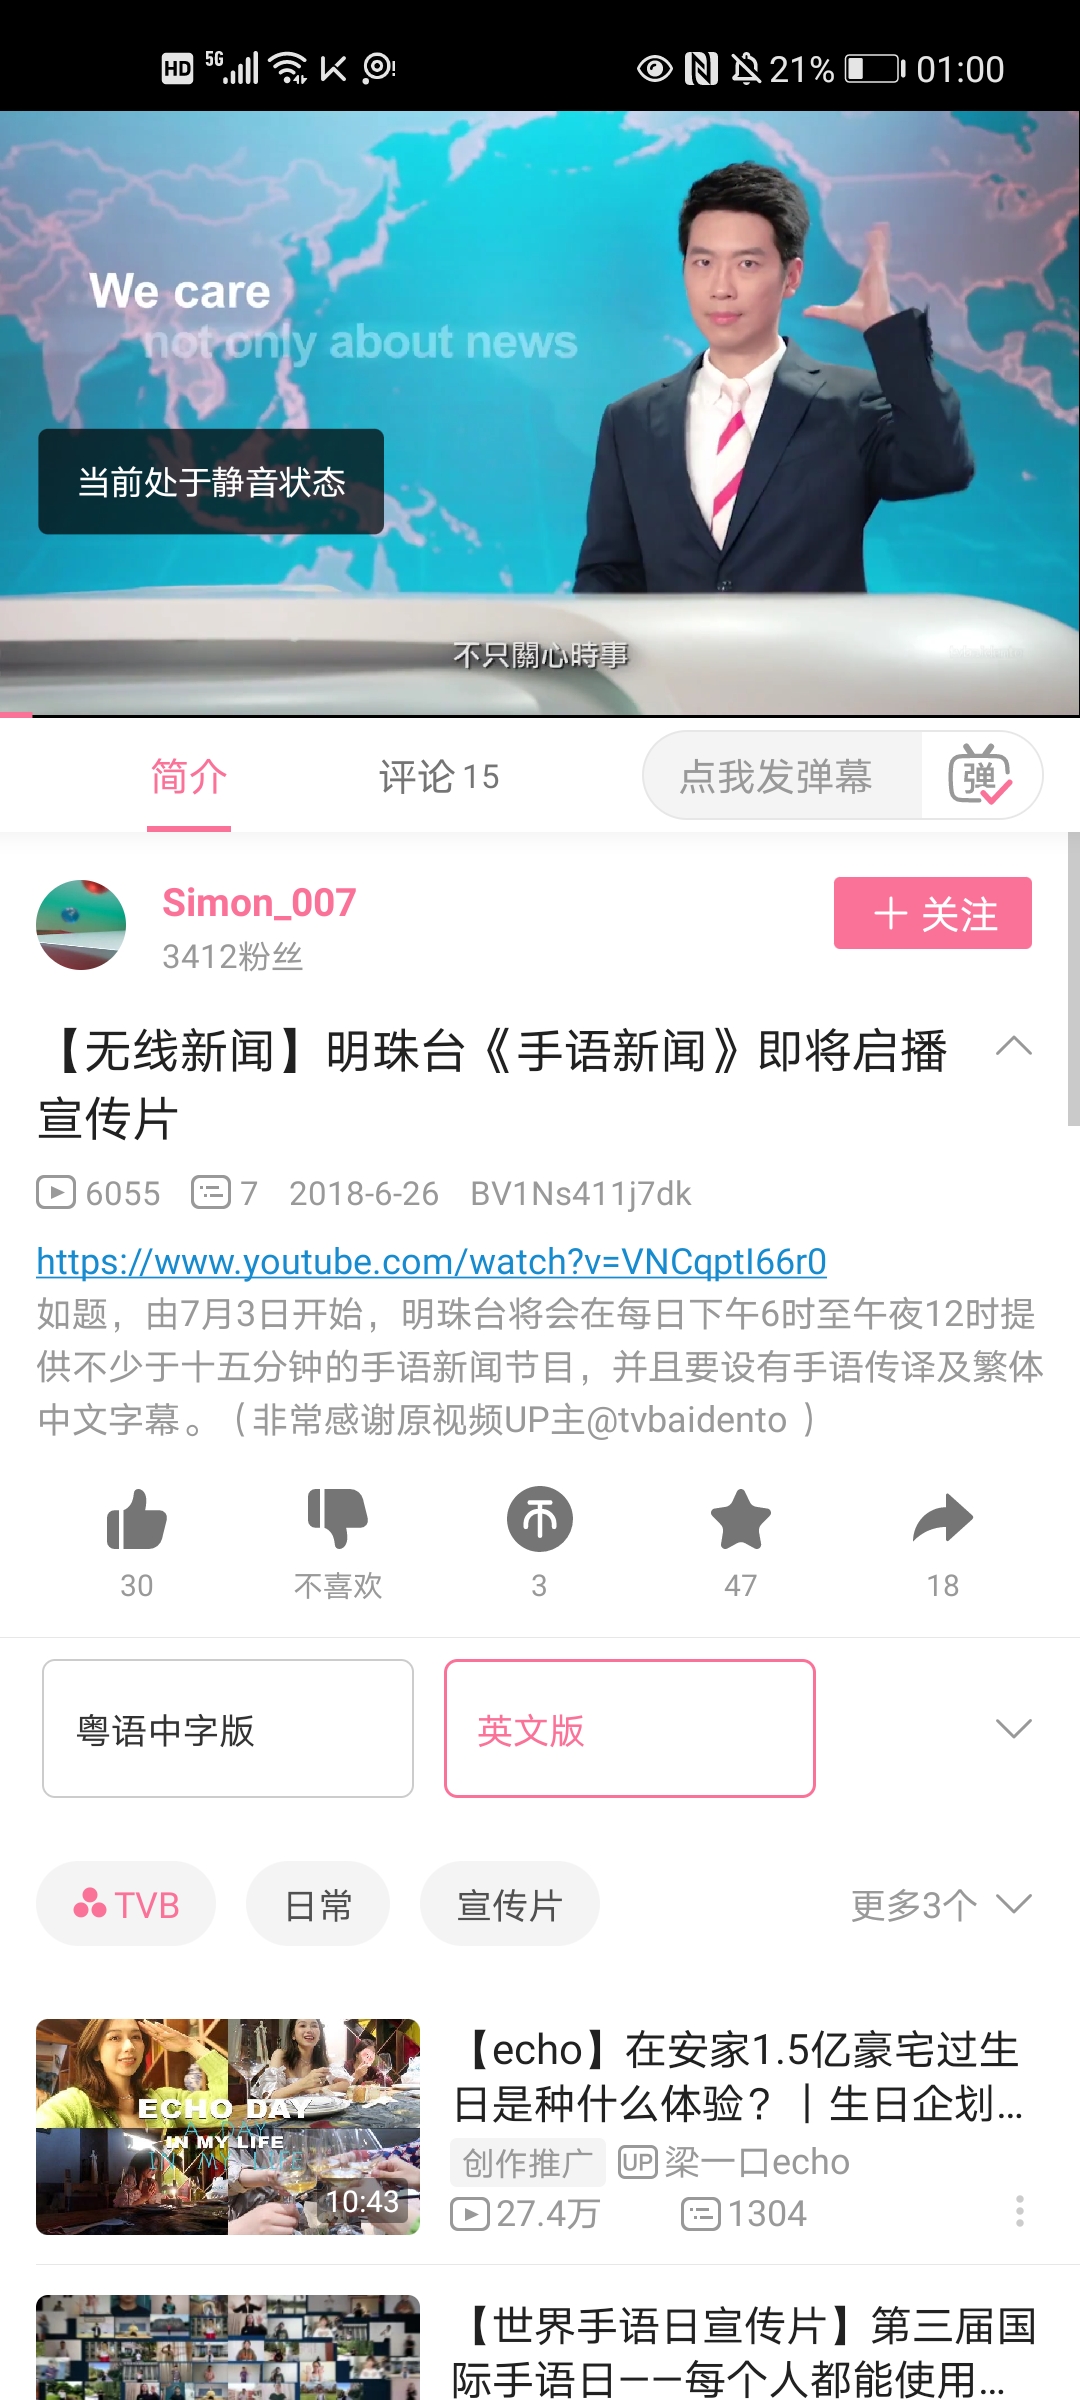 HD 5G 21% 01:00
We care
not only about news
当前处于静音状态
不只關心時事
简介 评论 15 点我发弹幕 弹
Simon_007
3412粉丝
关注
【无线新闻】明珠台《手语新闻》即将启播
宣传片
6055 7 2018-6-26 BV1Ns411j7dk
https://www.youtube.com/watch?v=VNCqptI66r0
如题，由7月3日开始，明珠台将会在每日下午6时至午夜12时提
供不少于十五分钟的手语新闻节目，并且要设有手语传译及繁体
中文字幕。（非常感谢原视频UP主@tvbaidento ）
30 不喜欢 3 47 18
粤语中字版 英文版
TVB 日常 宣传片 更多3个
ECHO DAY
IN MY LIFE
10:43
【echo】在安家1.5亿豪宅过生
日是种什么体验？｜生日企划...
创作推广 UP 梁一口echo
27.4万 1304
【世界手语日宣传片】第三届国
际手语日——每个人都能使用...